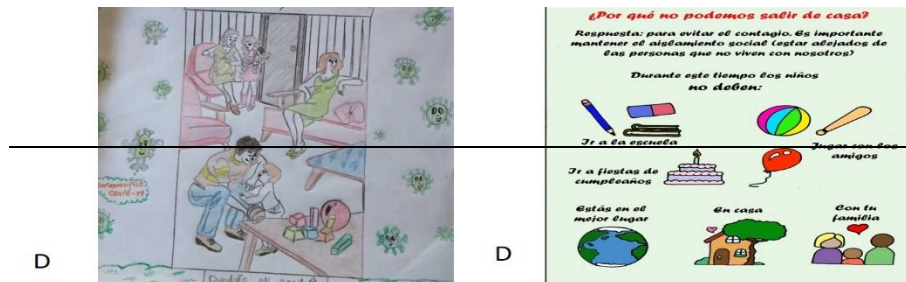 ¿Por qué no podemos salir de casa?
Respuesta: para evitar el contagio. Es importante
mantener el aislamiento social (estar alejados de
las personas que no viven con nosotros)
Durante este tiempo los niños
no deben:
Ir a la escuela
Jugar con los
amigos
Ir a fiestas de
cumpleaños
Estás en el
mejor lugar
En casa
Con tu
familia
Covid-19
D
D